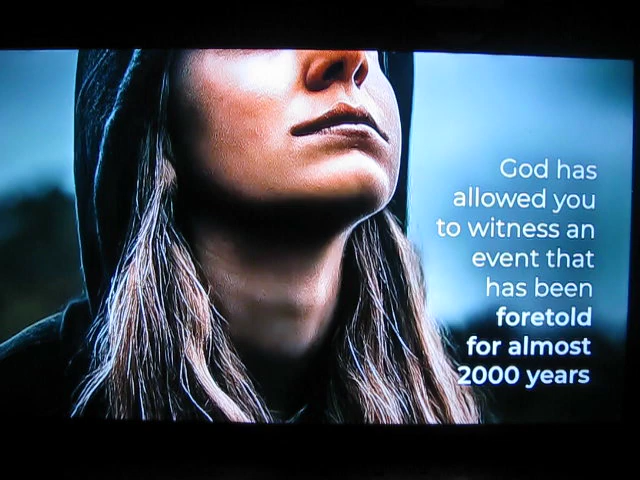 God has
allowed you
to witness an
event that
has been
foretold
for almost
2000 years